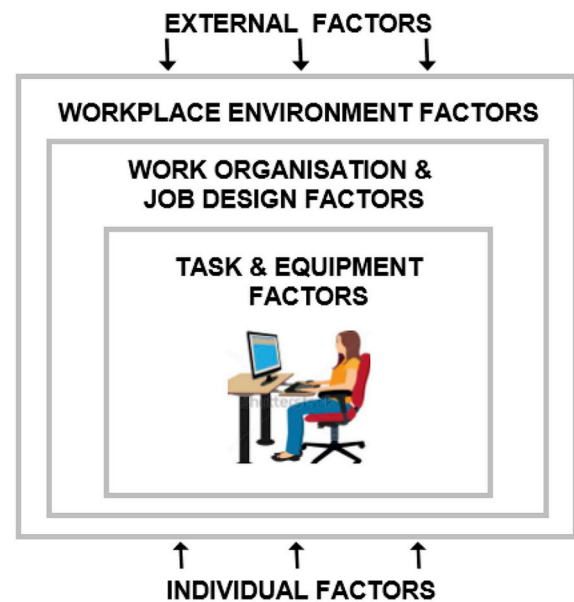 EXTERNAL FACTORS
WORKPLACE ENVIRONMENT FACTORS
WORK ORGANISATION &
JOB DESIGN FACTORS
TASK & EQUIPMENT
FACTORS
INDIVIDUAL FACTORS